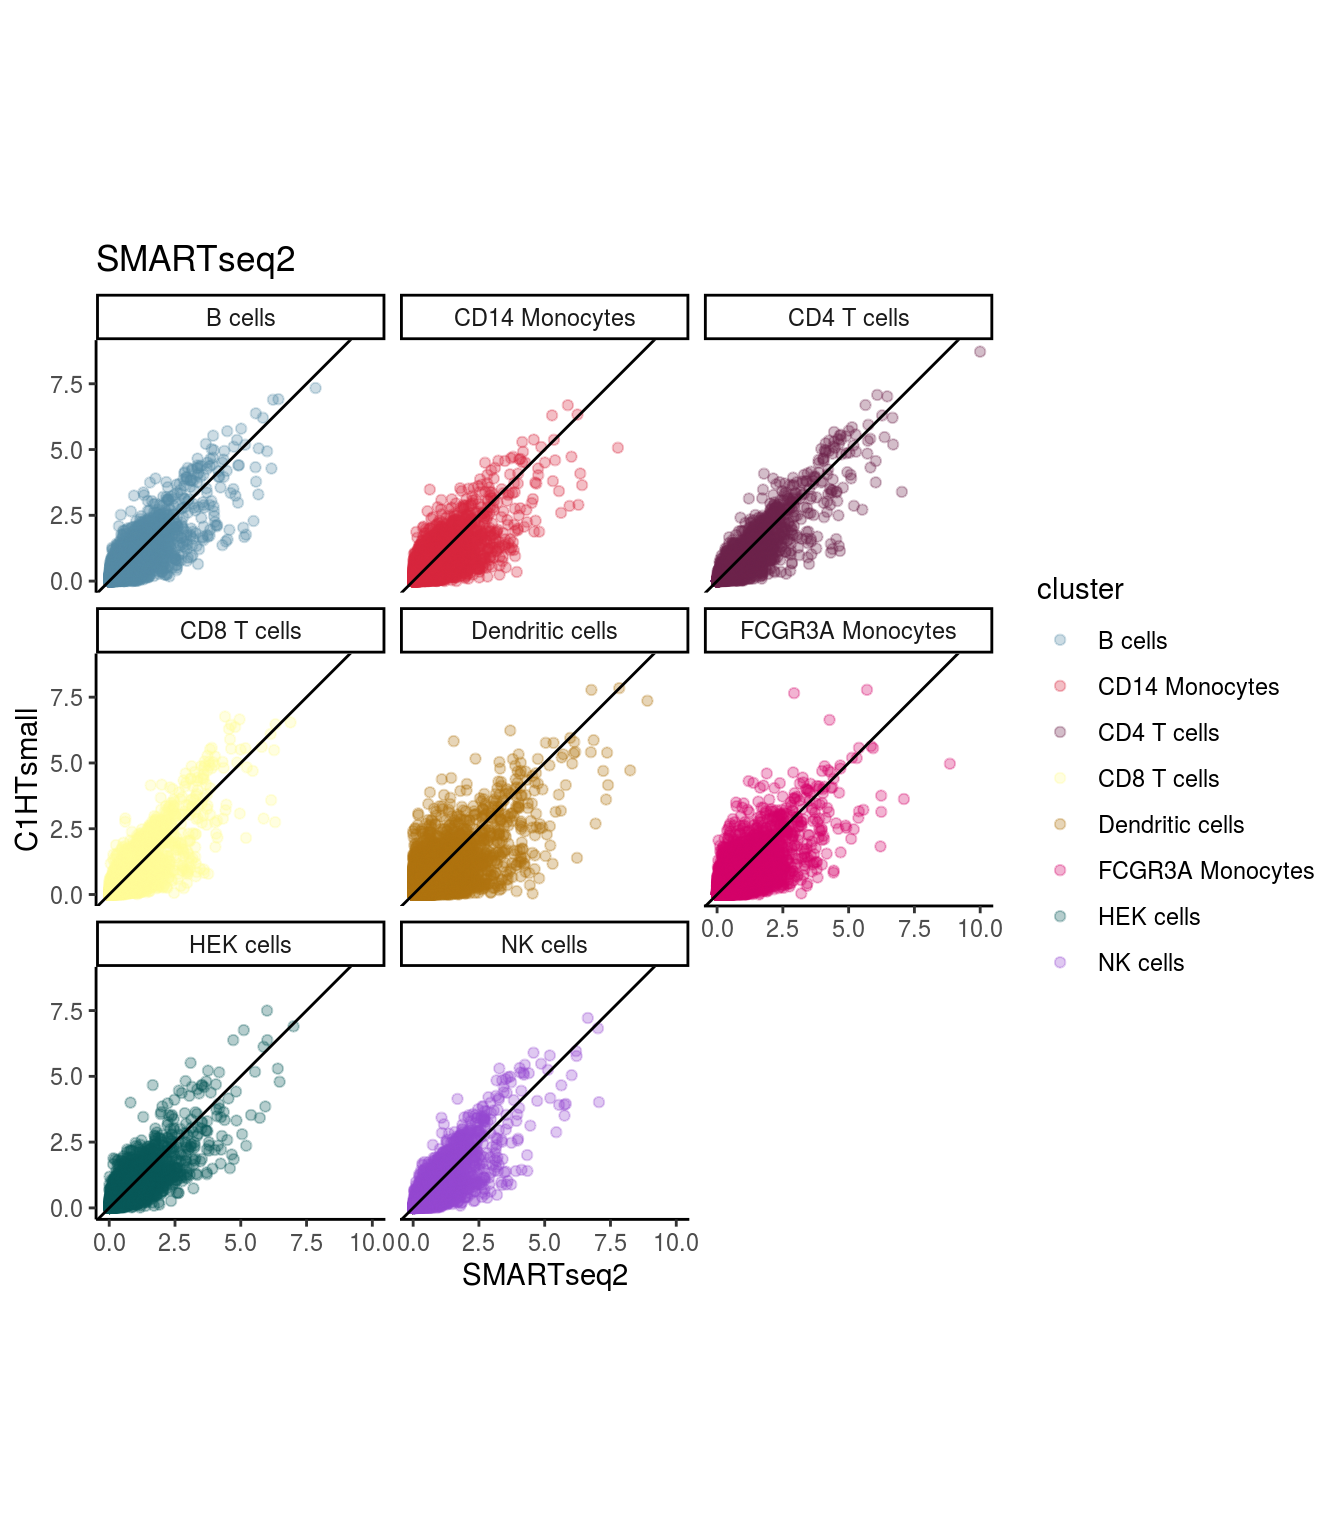 SMARTseq2
B cells
CD14 Monocytes
CD4 T cells
7.5
5.0
2.5
0.0
CD8 T cells
Dendritic cells
FCGR3A Monocytes
7.5
5.0
2.5
0.0
0.0 2.5 5.0 7.5 10.0
HEK cells
NK cells
7.5
5.0
2.5
0.0
0.0 2.5 5.0 7.5 10.0
0.0 2.5 5.0 7.5 10.0
SMARTseq2
C1HTsmall
cluster
B cells
CD14 Monocytes
CD4 T cells
CD8 T cells
Dendritic cells
FCGR3A Monocytes
HEK cells
NK cells